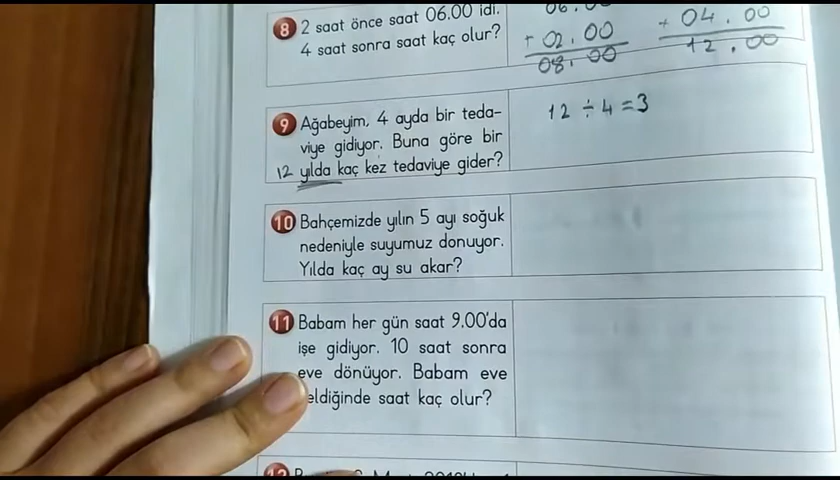 8 2 saat önce saat 06.00 idi.
4 saat sonra saat kaç olur?
+ 02.00
08.00
+ 04.00
12.00
9 Ağabeyim, 4 ayda bir teda-
viye gidiyor. Buna göre bir
12 yılda kaç kez tedaviye gider?
12 ÷ 4 = 3
10 Bahçemizde yılın 5 ayı soğuk
nedeniyle suyumuz donuyor.
Yılda kaç ay su akar?
11 Babam her gün saat 9.00'da
işe gidiyor. 10 saat sonra
eve dönüyor. Babam eve
eldiğinde saat kaç olur?